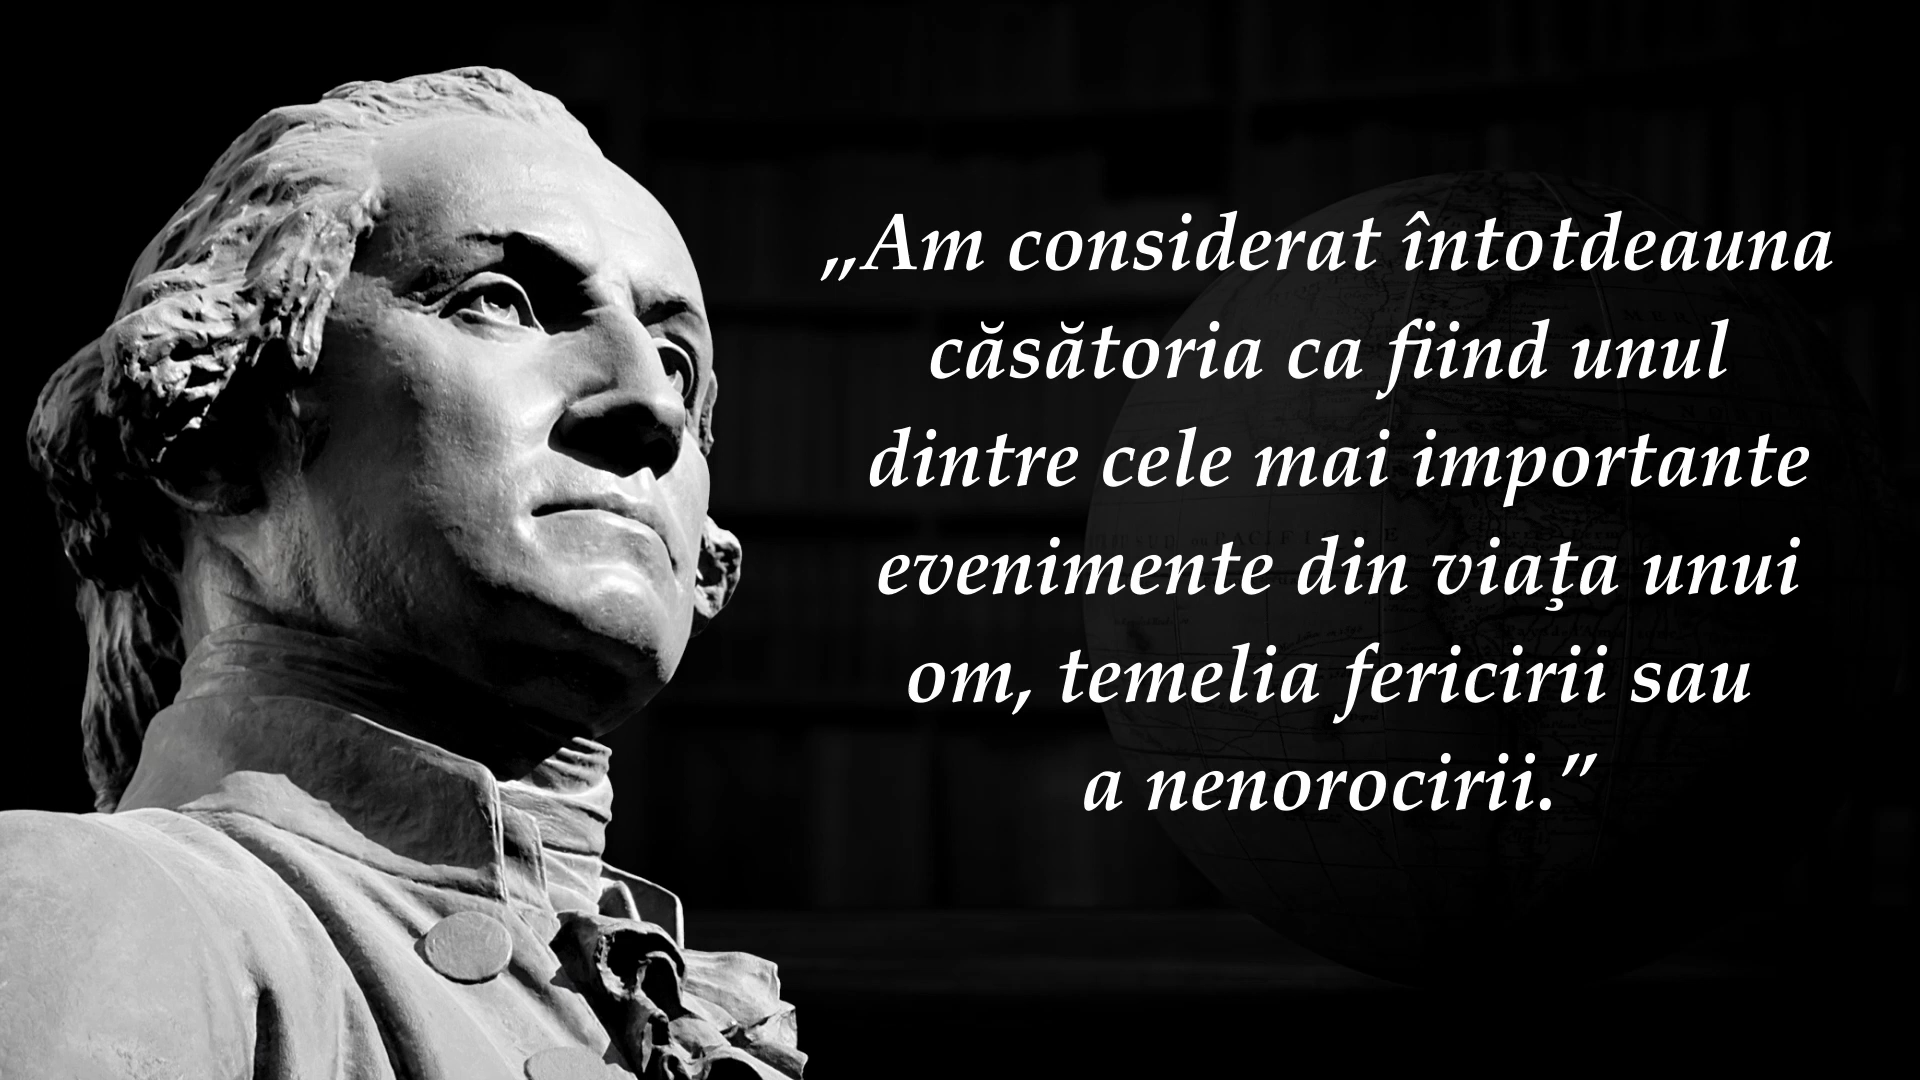 „Am considerat întotdeauna
căsătoria ca fiind unul
dintre cele mai importante
evenimente din viaţa unui
om, temelia fericirii sau
a nenorocirii.”